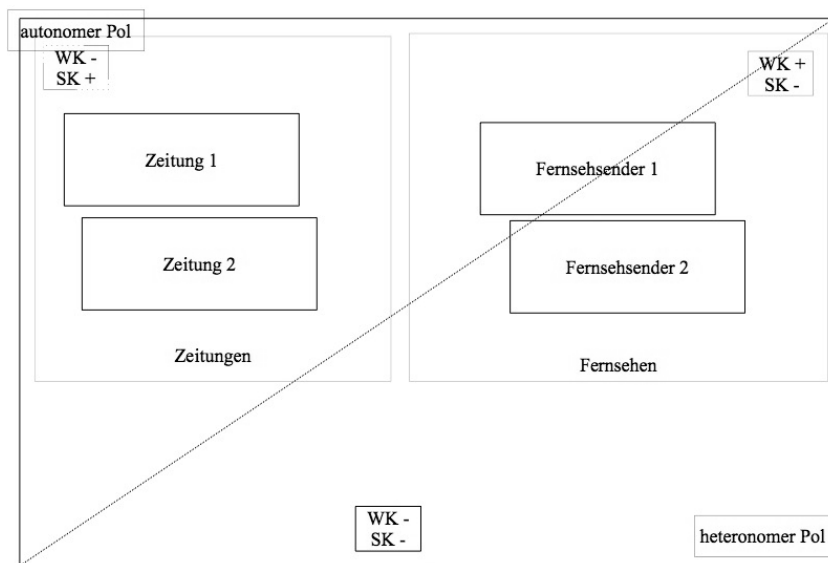 autonomer Pol
WK -
SK +
WK +
SK -
Zeitung 1
Fernsehsender 1
Zeitung 2
Fernsehsender 2
Zeitungen
Fernsehen
WK -
SK -
heteronomer Pol